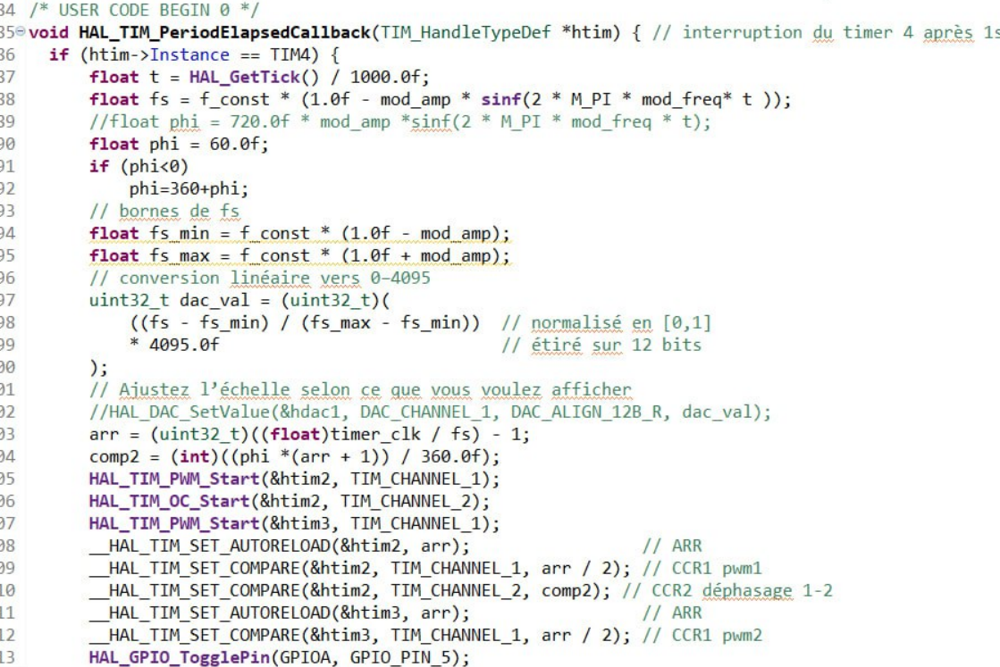 84 /* USER CODE BEGIN 0 */
85 void HAL_TIM_PeriodElapsedCallback(TIM_HandleTypeDef *htim) { // interruption du timer 4 après 1s
86 if (htim->Instance == TIM4) {
87 float t = HAL_GetTick() / 1000.0f;
88 float fs = f_const * (1.0f - mod_amp * sinf(2 * M_PI * mod_freq* t ));
89 //float phi = 720.0f * mod_amp *sinf(2 * M_PI * mod_freq * t);
90 float phi = 60.0f;
91 if (phi<0)
92 phi=360+phi;
93 // bornes de fs
94 float fs_min = f_const * (1.0f - mod_amp);
95 float fs_max = f_const * (1.0f + mod_amp);
96 // conversion linéaire vers 0–4095
97 uint32_t dac_val = (uint32_t)(
98 ((fs - fs_min) / (fs_max - fs_min)) // normalisé en [0,1]
99 * 4095.0f // étiré sur 12 bits
00 );
01 // Ajustez l’échelle selon ce que vous voulez afficher
02 //HAL_DAC_SetValue(&hdac1, DAC_CHANNEL_1, DAC_ALIGN_12B_R, dac_val);
03 arr = (uint32_t)((float)timer_clk / fs) - 1;
04 comp2 = (int)((phi *(arr + 1)) / 360.0f);
05 HAL_TIM_PWM_Start(&htim2, TIM_CHANNEL_1);
06 HAL_TIM_OC_Start(&htim2, TIM_CHANNEL_2);
07 HAL_TIM_PWM_Start(&htim3, TIM_CHANNEL_1);
08 __HAL_TIM_SET_AUTORELOAD(&htim2, arr); // ARR
09 __HAL_TIM_SET_COMPARE(&htim2, TIM_CHANNEL_1, arr / 2); // CCR1 pwm1
10 __HAL_TIM_SET_COMPARE(&htim2, TIM_CHANNEL_2, comp2); // CCR2 déphasage 1-2
11 __HAL_TIM_SET_AUTORELOAD(&htim3, arr); // ARR
12 __HAL_TIM_SET_COMPARE(&htim3, TIM_CHANNEL_1, arr / 2); // CCR1 pwm2
13 HAL_GPIO_TogglePin(GPIOA, GPIO_PIN_5);